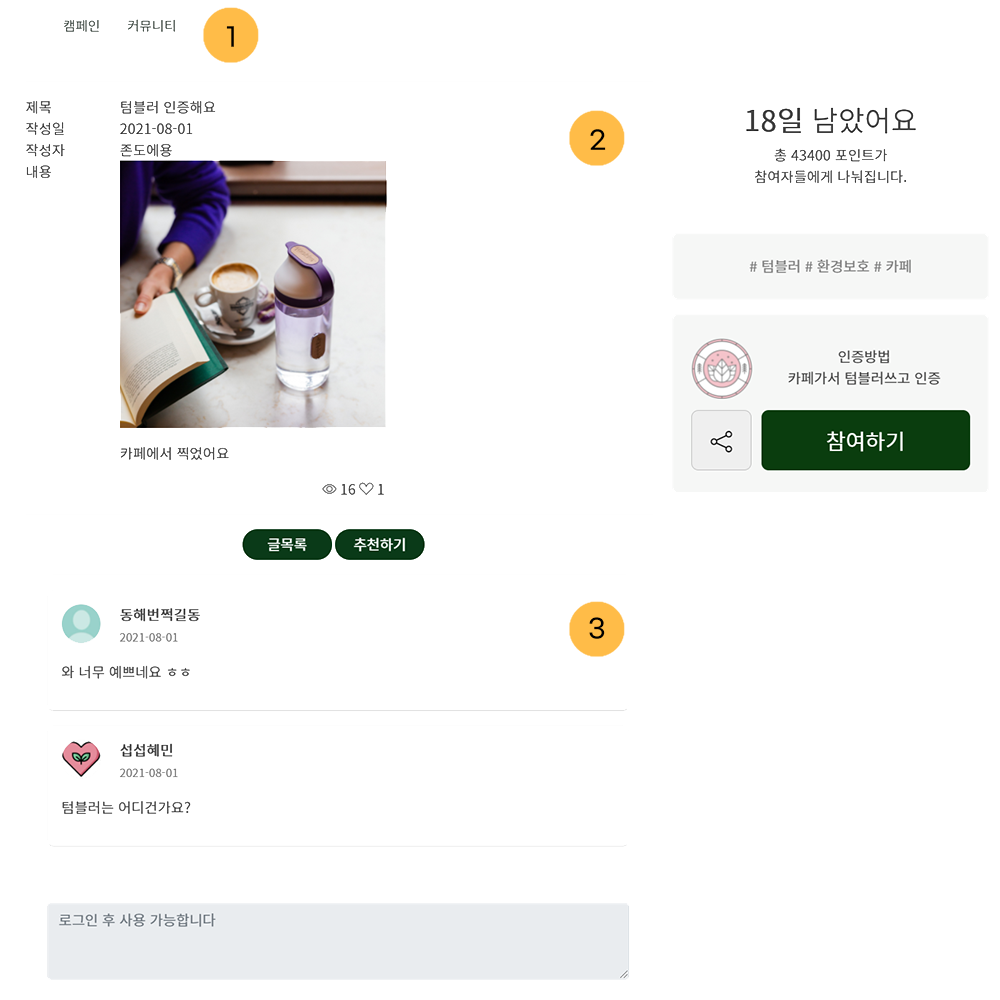 캠페인 커뮤니티
1
제목 텀블러 인증해요
작성일 2021-08-01
작성자 존도에용
내용
2
카페에서 찍었어요
16 1
글목록 추천하기
동해번쩍길동
2021-08-01
와 너무 예쁘네요 ㅎㅎ
3
섭섭혜민
2021-08-01
텀블러는 어디건가요?
로그인 후 사용 가능합니다
18일 남았어요
총 43400 포인트가
참여자들에게 나눠집니다.
# 텀블러 # 환경보호 # 카페
인증방법
카페가서 텀블러쓰고 인증
참여하기